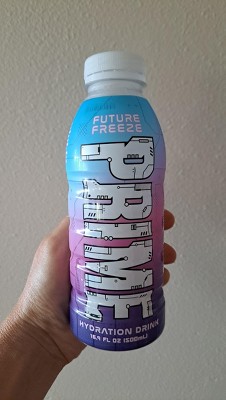 FUTURE
FREEZE
PRIME
HYDRATION DRINK
16.9 FL OZ (500mL)